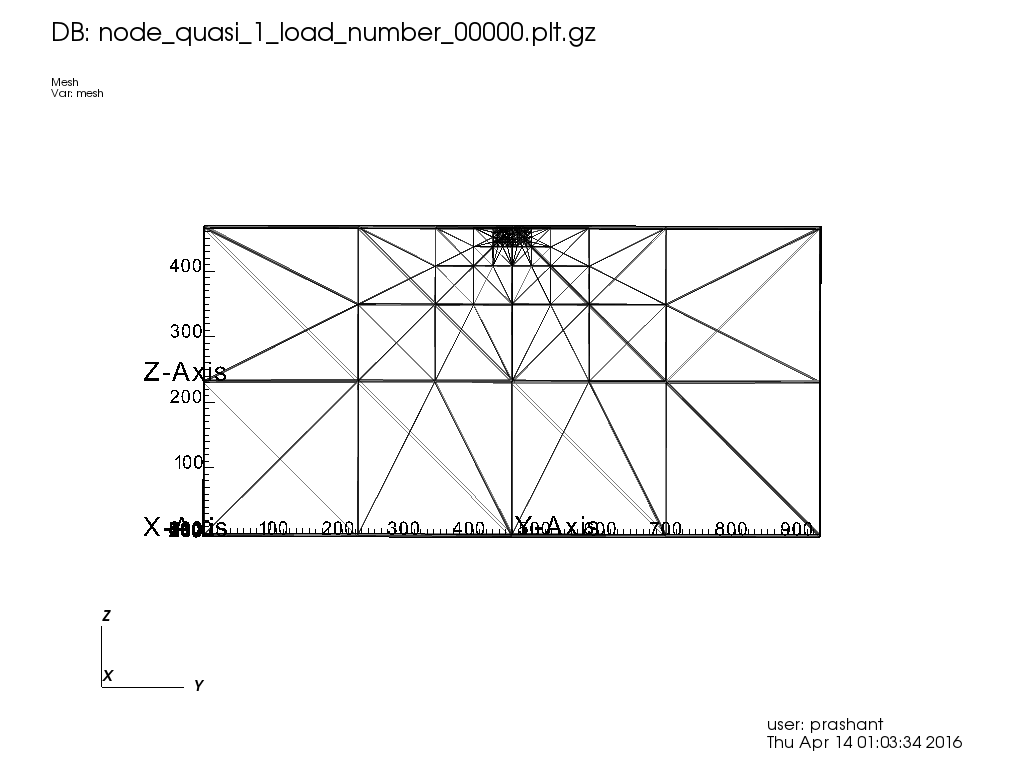 DB: node_quasi_1_load_number_00000.plt.gz
Mesh
Var: mesh
400
300
Z-Axis
200
100
X-Axis
100 200 300 400 500 Y-Axis 600 700 800 900
Z
X
Y
user: prashant
Thu Apr 14 01:03:34 2016